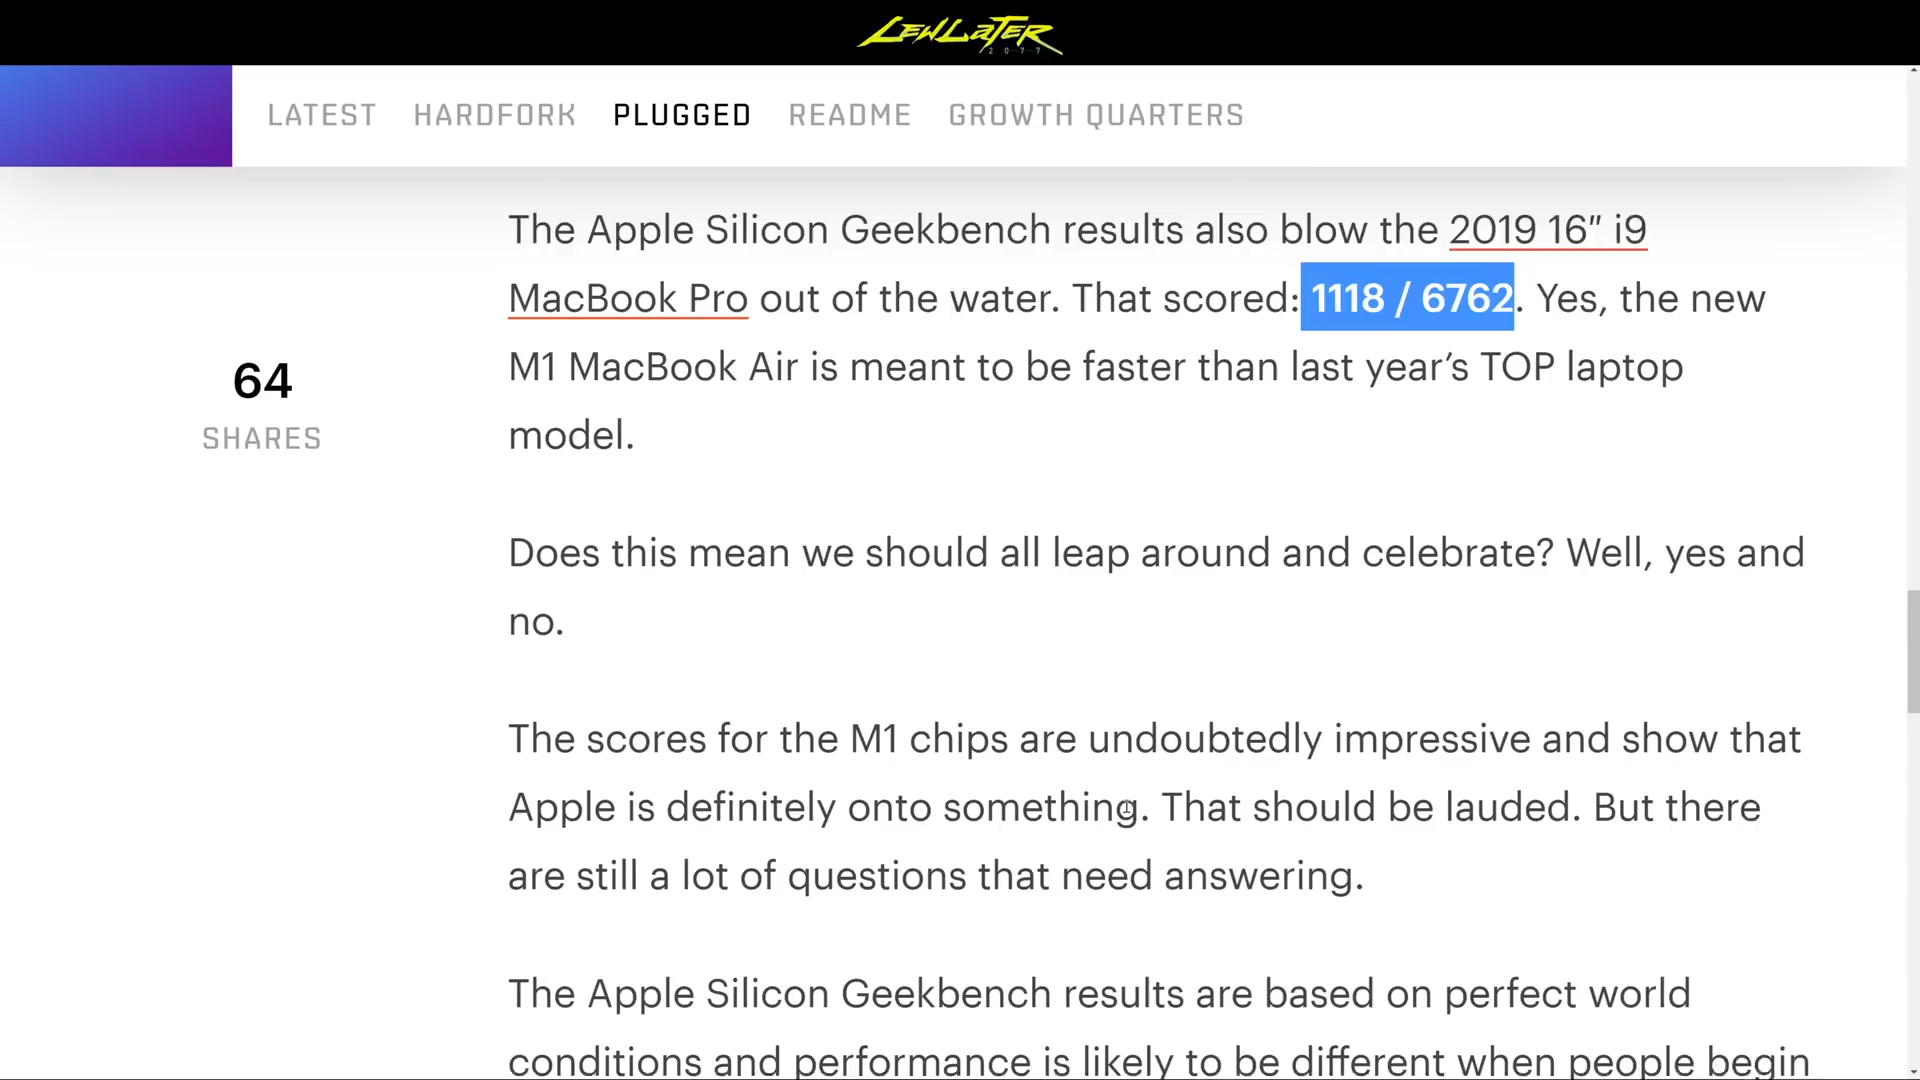 LEWLATER
2077
LATEST HARDFORK PLUGGED README GROWTH QUARTERS
The Apple Silicon Geekbench results also blow the 2019 16″ i9
MacBook Pro out of the water. That scored: 1118 / 6762. Yes, the new
M1 MacBook Air is meant to be faster than last year’s TOP laptop
model.
64
SHARES
Does this mean we should all leap around and celebrate? Well, yes and
no.
The scores for the M1 chips are undoubtedly impressive and show that
Apple is definitely onto something. That should be lauded. But there
are still a lot of questions that need answering.
The Apple Silicon Geekbench results are based on perfect world
conditions and performance is likely to be different when people begin